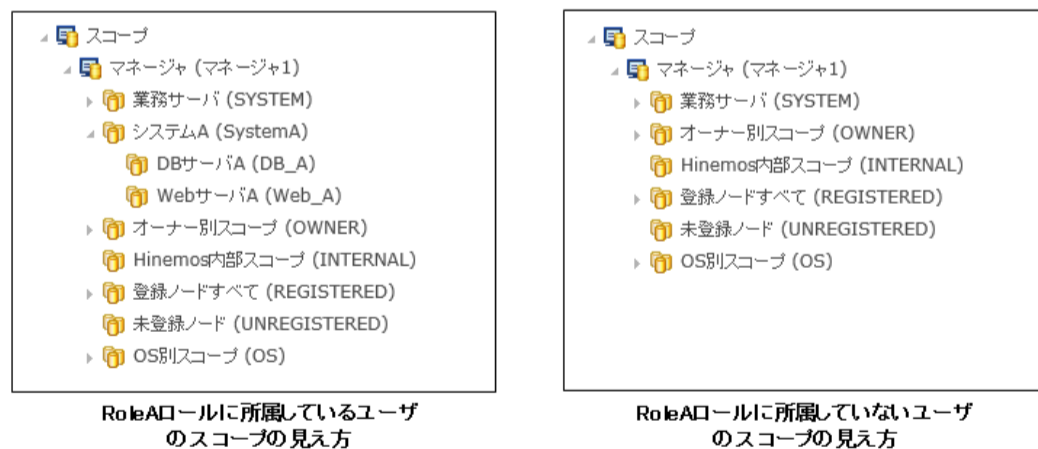 スコープ
マネージャ (マネージャ1)
業務サーバ (SYSTEM)
システムA (SystemA)
DBサーバA (DB_A)
WebサーバA (Web_A)
オーナー別スコープ (OWNER)
Hinemos内部スコープ (INTERNAL)
登録ノードすべて (REGISTERED)
未登録ノード (UNREGISTERED)
OS別スコープ (OS)
RoleAロールに所属しているユーザ
のスコープの見え方
スコープ
マネージャ (マネージャ1)
業務サーバ (SYSTEM)
オーナー別スコープ (OWNER)
Hinemos内部スコープ (INTERNAL)
登録ノードすべて (REGISTERED)
未登録ノード (UNREGISTERED)
OS別スコープ (OS)
RoleAロールに所属していないユーザ
のスコープの見え方